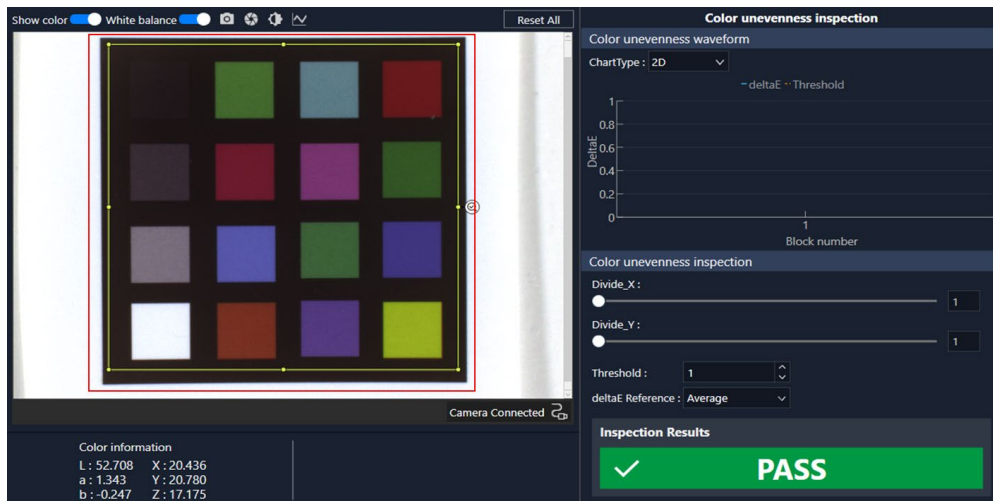 Show color White balance Reset All
Camera Connected
Color information
L : 52.708 X : 20.436
a : 1.343 Y : 20.780
b : -0.247 Z : 17.175
Color unevenness inspection
Color unevenness waveform
ChartType : 2D
deltaE Threshold
1
0.8
0.6
0.4
0.2
0
DeltaE
1
Block number
Color unevenness inspection
Divide_X :
1
Divide_Y :
1
Threshold : 1
deltaE Reference : Average
Inspection Results
PASS